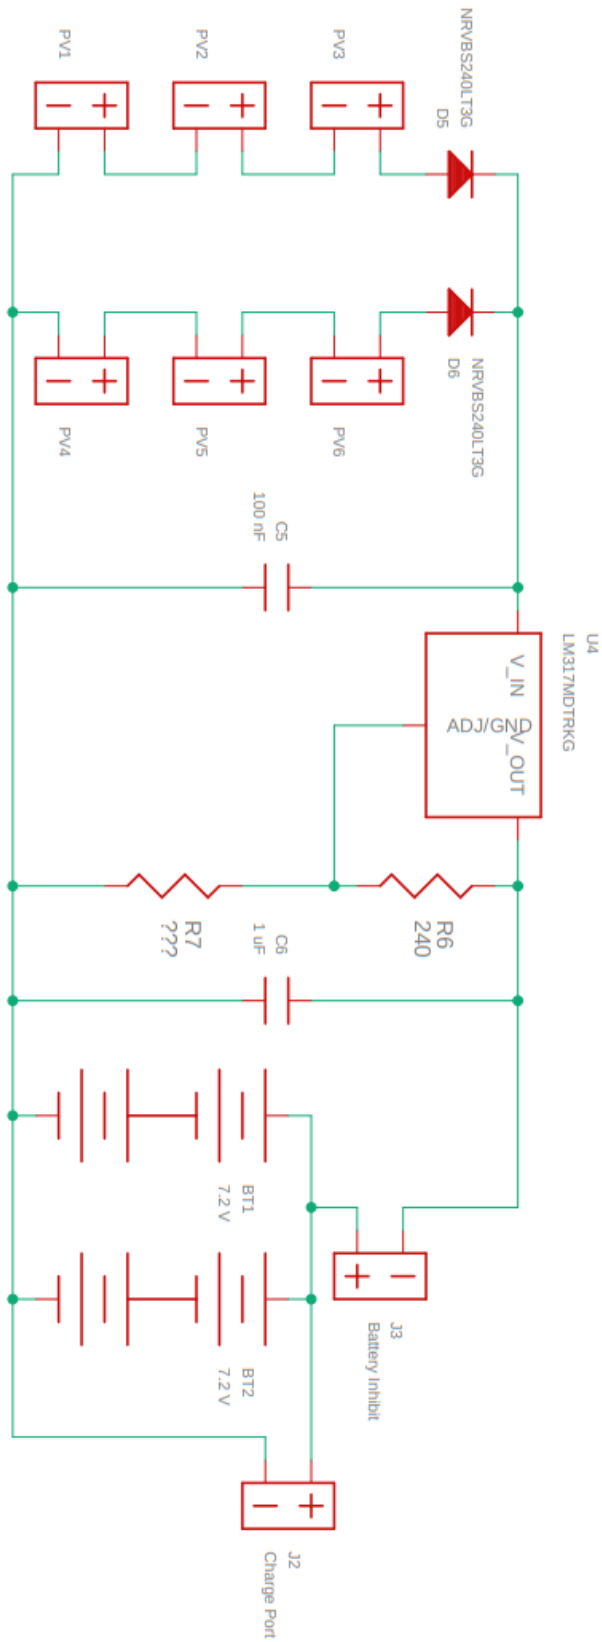 NRVBS240LT3G
D5
PV3
PV2
PV1
+
−
+
−
+
−
+
−
+
−
+
−
NRVBS240LT3G
D6
PV6
PV5
PV4
C5
100 nF
U4
LM317MDTRKG
V_IN
ADJ/GND
V_OUT
R6
240
R7
???
C6
1 uF
BT1
7.2 V
BT2
7.2 V
−
+
J3
Battery Inhibit
+
−
J2
Charge Port